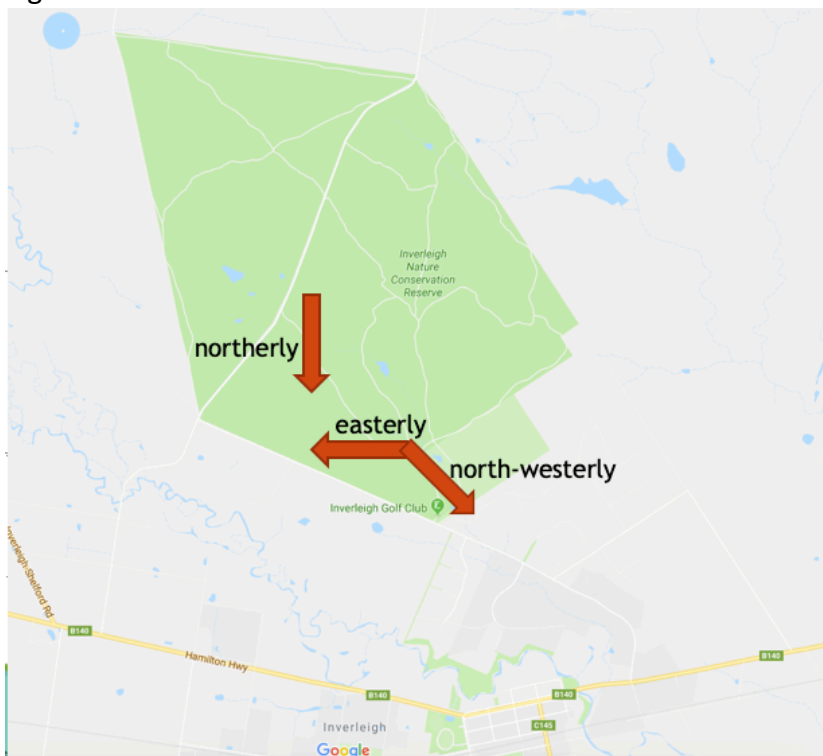 Inverleigh
Nature
Conservation
Reserve
northerly
easterly
north-westerly
Inverleigh Golf Club
Inverleigh-Shelford Rd
B140
Hamilton Hwy
B140
B140
B140
C145
Inverleigh
Google